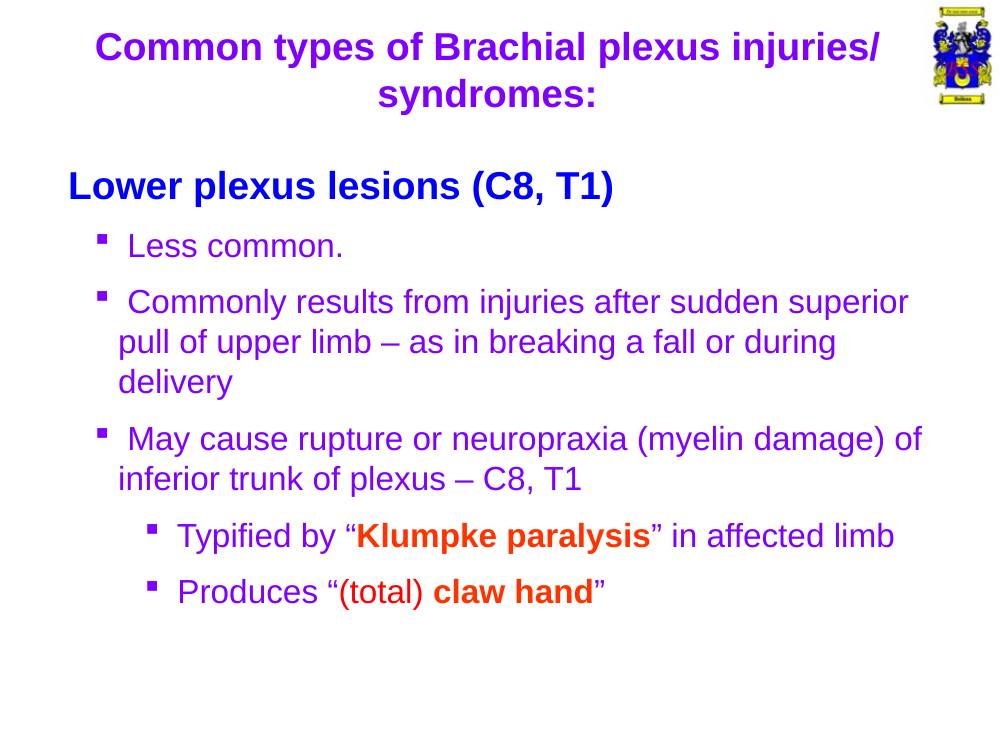 Common types of Brachial plexus injuries/
syndromes:
Lower plexus lesions (C8, T1)
▪ Less common.
▪ Commonly results from injuries after sudden superior
pull of upper limb – as in breaking a fall or during
delivery
▪ May cause rupture or neuropraxia (myelin damage) of
inferior trunk of plexus – C8, T1
▪ Typified by “Klumpke paralysis” in affected limb
▪ Produces “(total) claw hand”